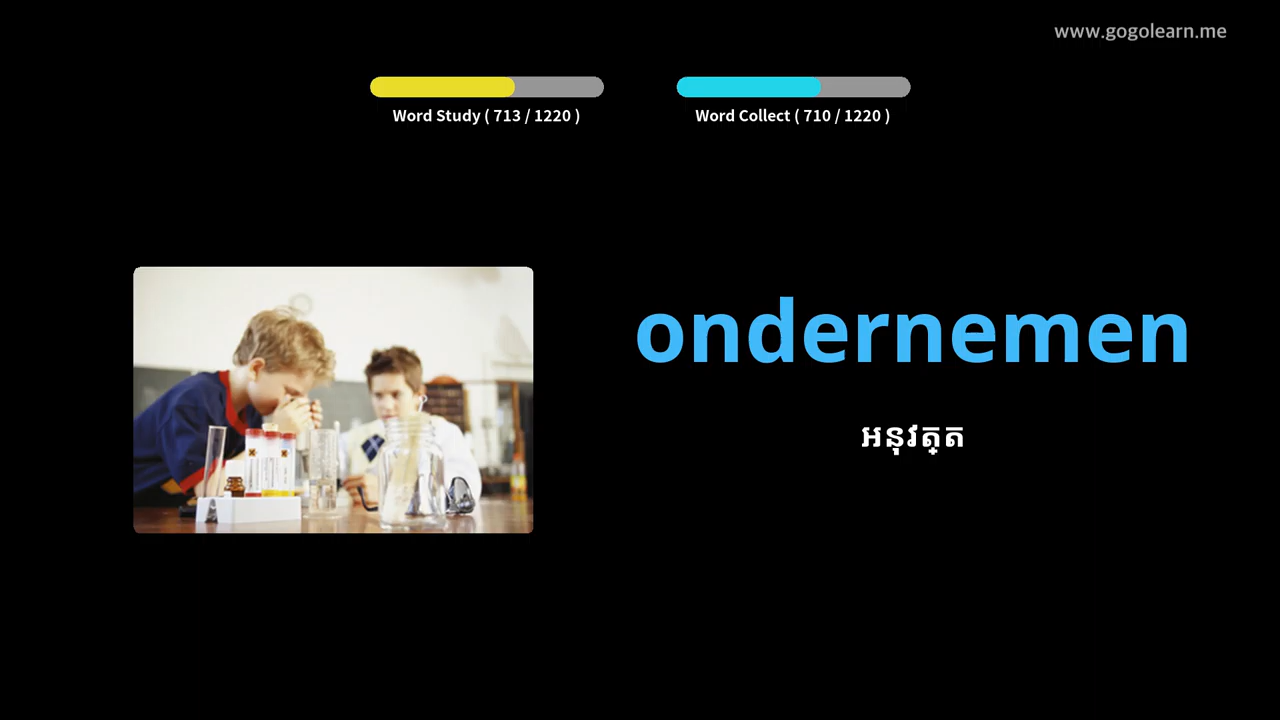 www.gogolearn.me
Word Study ( 713 / 1220 )
Word Collect ( 710 / 1220 )
ondernemen
អនុវត្ត